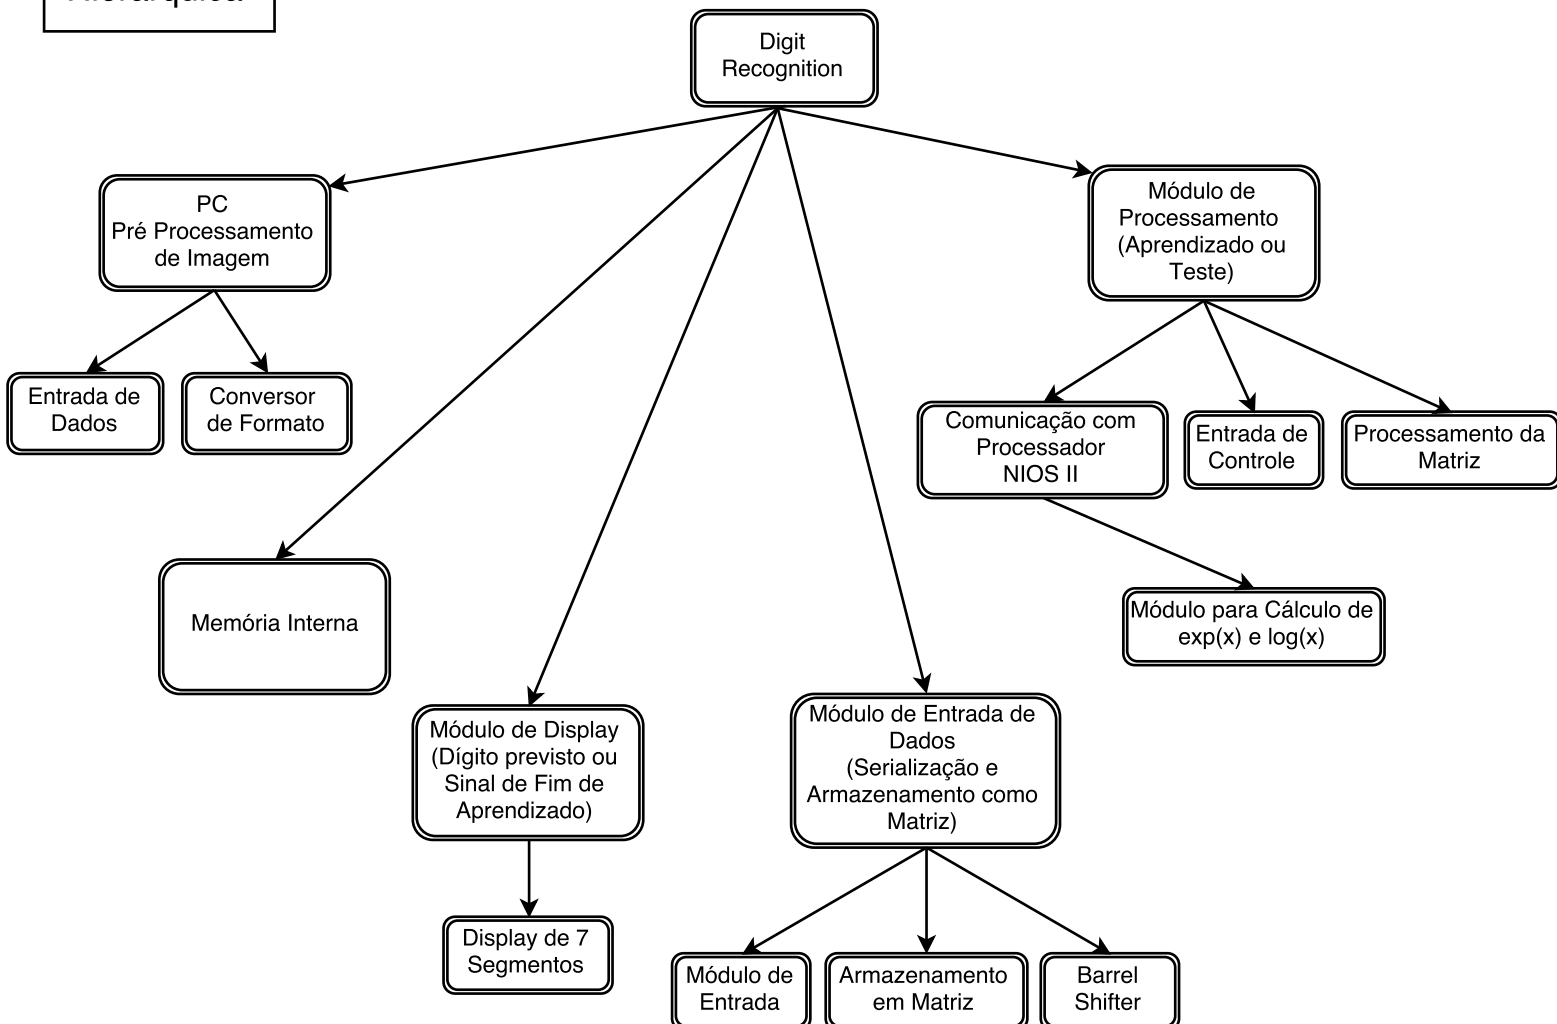 Digit
Recognition
PC
Pré Processamento
de Imagem
Módulo de
Processamento
(Aprendizado ou
Teste)
Entrada de
Dados
Conversor
de Formato
Comunicação com
Processador
NIOS II
Entrada de
Controle
Processamento da
Matriz
Memória Interna
Módulo para Cálculo de
exp(x) e log(x)
Módulo de Display
(Dígito previsto ou
Sinal de Fim de
Aprendizado)
Módulo de Entrada de
Dados
(Serialização e
Armazenamento como
Matriz)
Display de 7
Segmentos
Módulo de
Entrada
Armazenamento
em Matriz
Barrel
Shifter